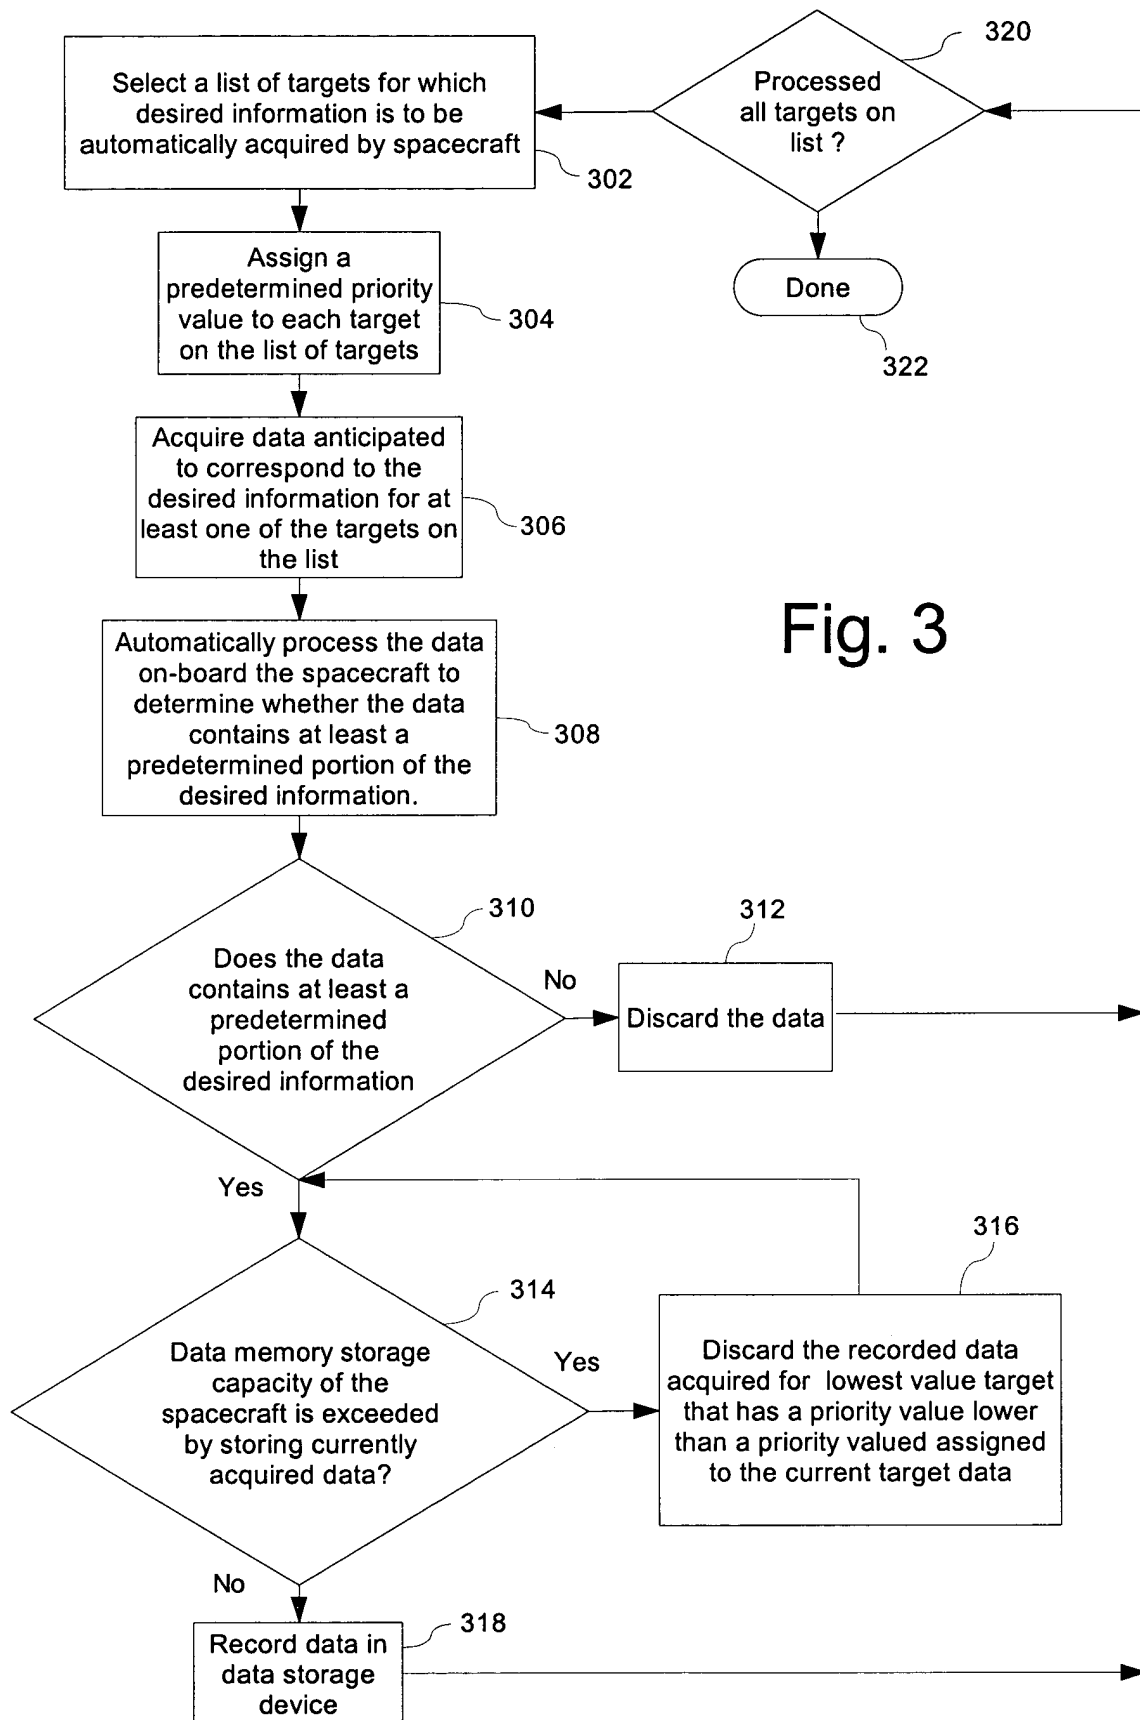 Select a list of targets for which
desired information is to be
automatically acquired by spacecraft
302
320
Processed
all targets on
list ?
Assign a
predetermined priority
value to each target
on the list of targets
304
Done
322
Acquire data anticipated
to correspond to the
desired information for at
least one of the targets on
the list
306
Fig. 3
Automatically process the data
on-board the spacecraft to
determine whether the data
contains at least a
predetermined portion of the
desired information.
308
310
Does the data
contains at least a
predetermined
portion of the
desired information
No
312
Discard the data
Yes
314
Data memory storage
capacity of the
spacecraft is exceeded
by storing currently
acquired data?
Yes
316
Discard the recorded data
acquired for lowest value target
that has a priority value lower
than a priority valued assigned
to the current target data
No
318
Record data in
data storage
device